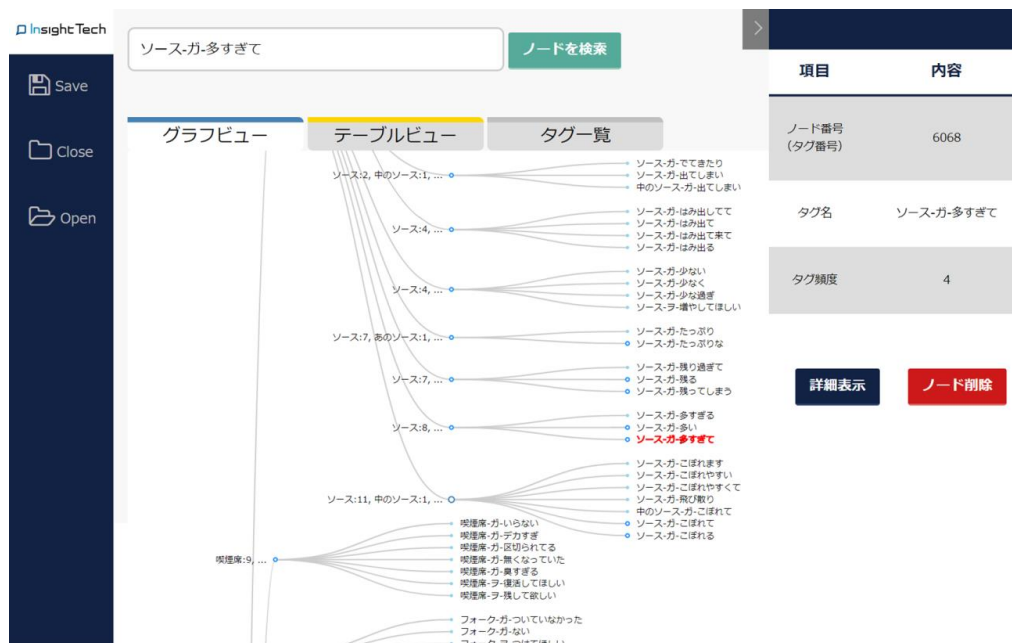 Insight Tech
Save
Close
Open
ソース-ガ-多すぎて
ノードを検索
グラフビュー
テーブルビュー
タグ一覧
ソース:2, 中のソース:1, ...
ソース-ガ-でてきたり
ソース-ガ-出てしまい
中のソース-ガ-出てしまい
ソース:4, ...
ソース-ガ-はみ出してて
ソース-ガ-はみ出て
ソース-ガ-はみ出て来て
ソース-ガ-はみ出る
ソース:4, ...
ソース-ガ-少ない
ソース-ガ-少なく
ソース-ガ-少な過ぎ
ソース-ヲ-増やしてほしい
ソース:7, あのソース:1, ...
ソース-ガ-たっぷり
ソース-ガ-たっぷりな
ソース:7, ...
ソース-ガ-残り過ぎて
ソース-ガ-残る
ソース-ガ-残ってしまう
ソース:8, ...
ソース-ガ-多すぎる
ソース-ガ-多い
ソース-ガ-多すぎて
ソース:11, 中のソース:1, ...
ソース-ガ-こぼれます
ソース-ガ-こぼれやすい
ソース-ガ-こぼれやすくて
ソース-ガ-飛び散り
中のソース-ガ-こぼれて
ソース-ガ-こぼれて
ソース-ガ-こぼれる
喫煙席:9, ...
喫煙席-ガ-いらない
喫煙席-ガ-デカすぎ
喫煙席-ガ-区切られてる
喫煙席-ガ-無くなっていた
喫煙席-ガ-臭すぎる
喫煙席-ヲ-復活してほしい
喫煙席-ヲ-残して欲しい
フォーク-ガ-ついていなかった
フォーク-ガ-ない
項目
内容
ノード番号
(タグ番号)
6068
タグ名
ソース-ガ-多すぎて
タグ頻度
4
詳細表示
ノード削除